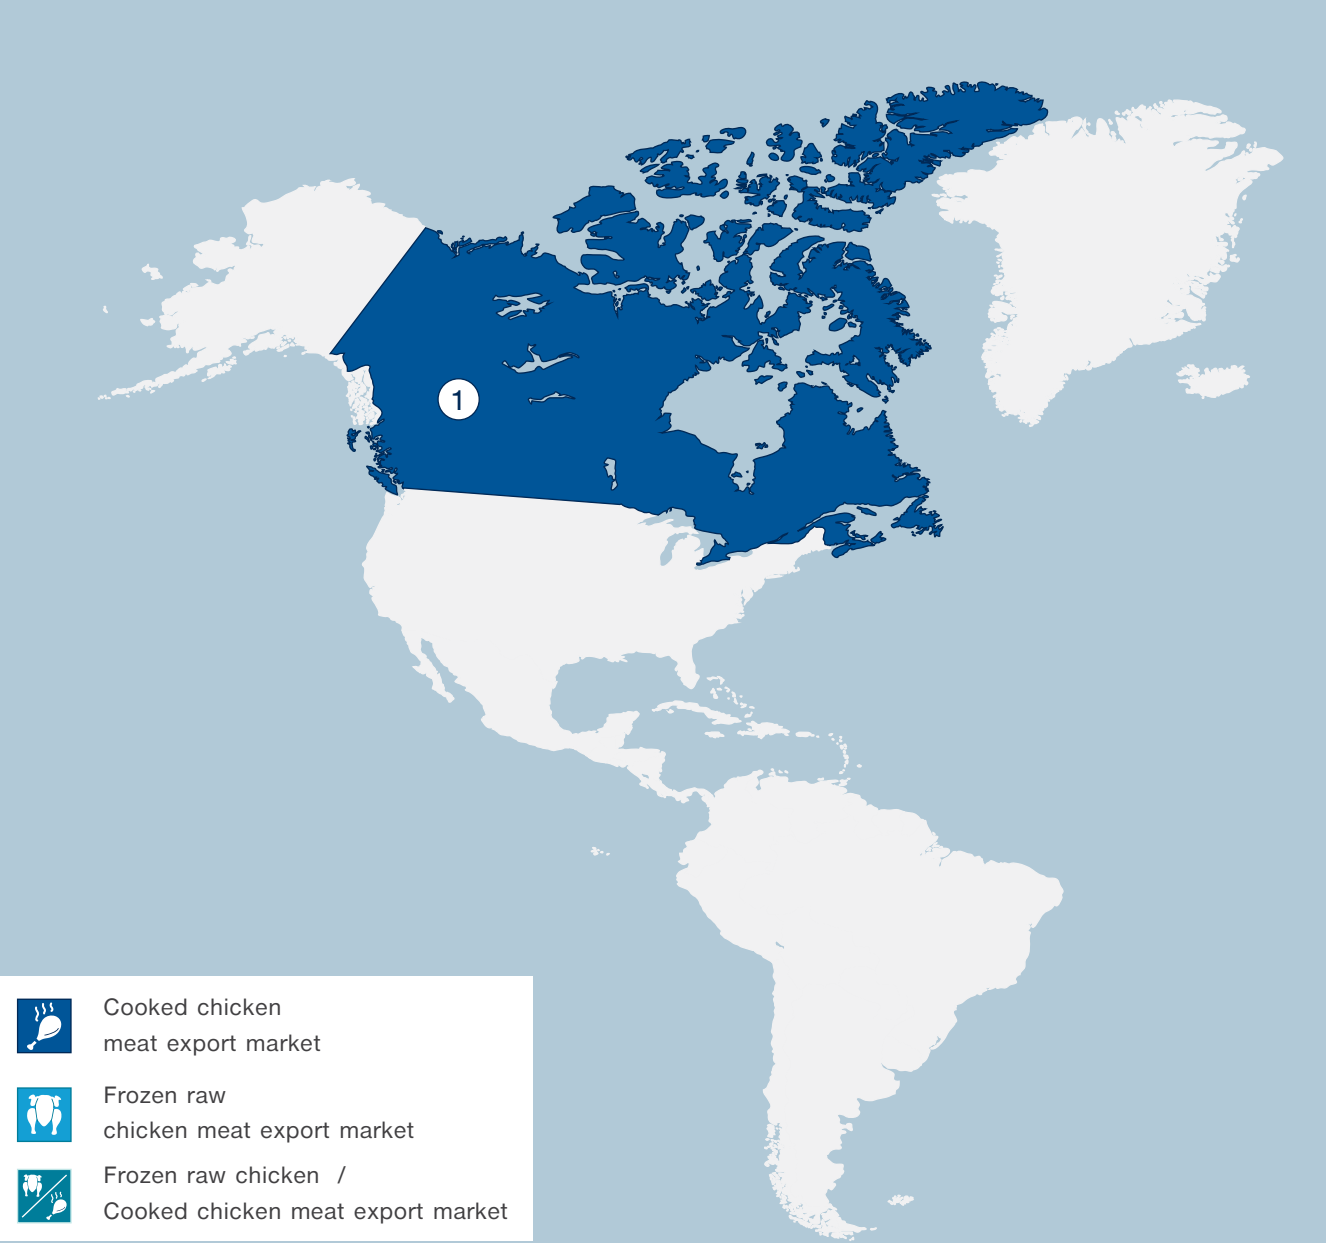 1
Cooked chicken
meat export market
Frozen raw
chicken meat export market
Frozen raw chicken /
Cooked chicken meat export market